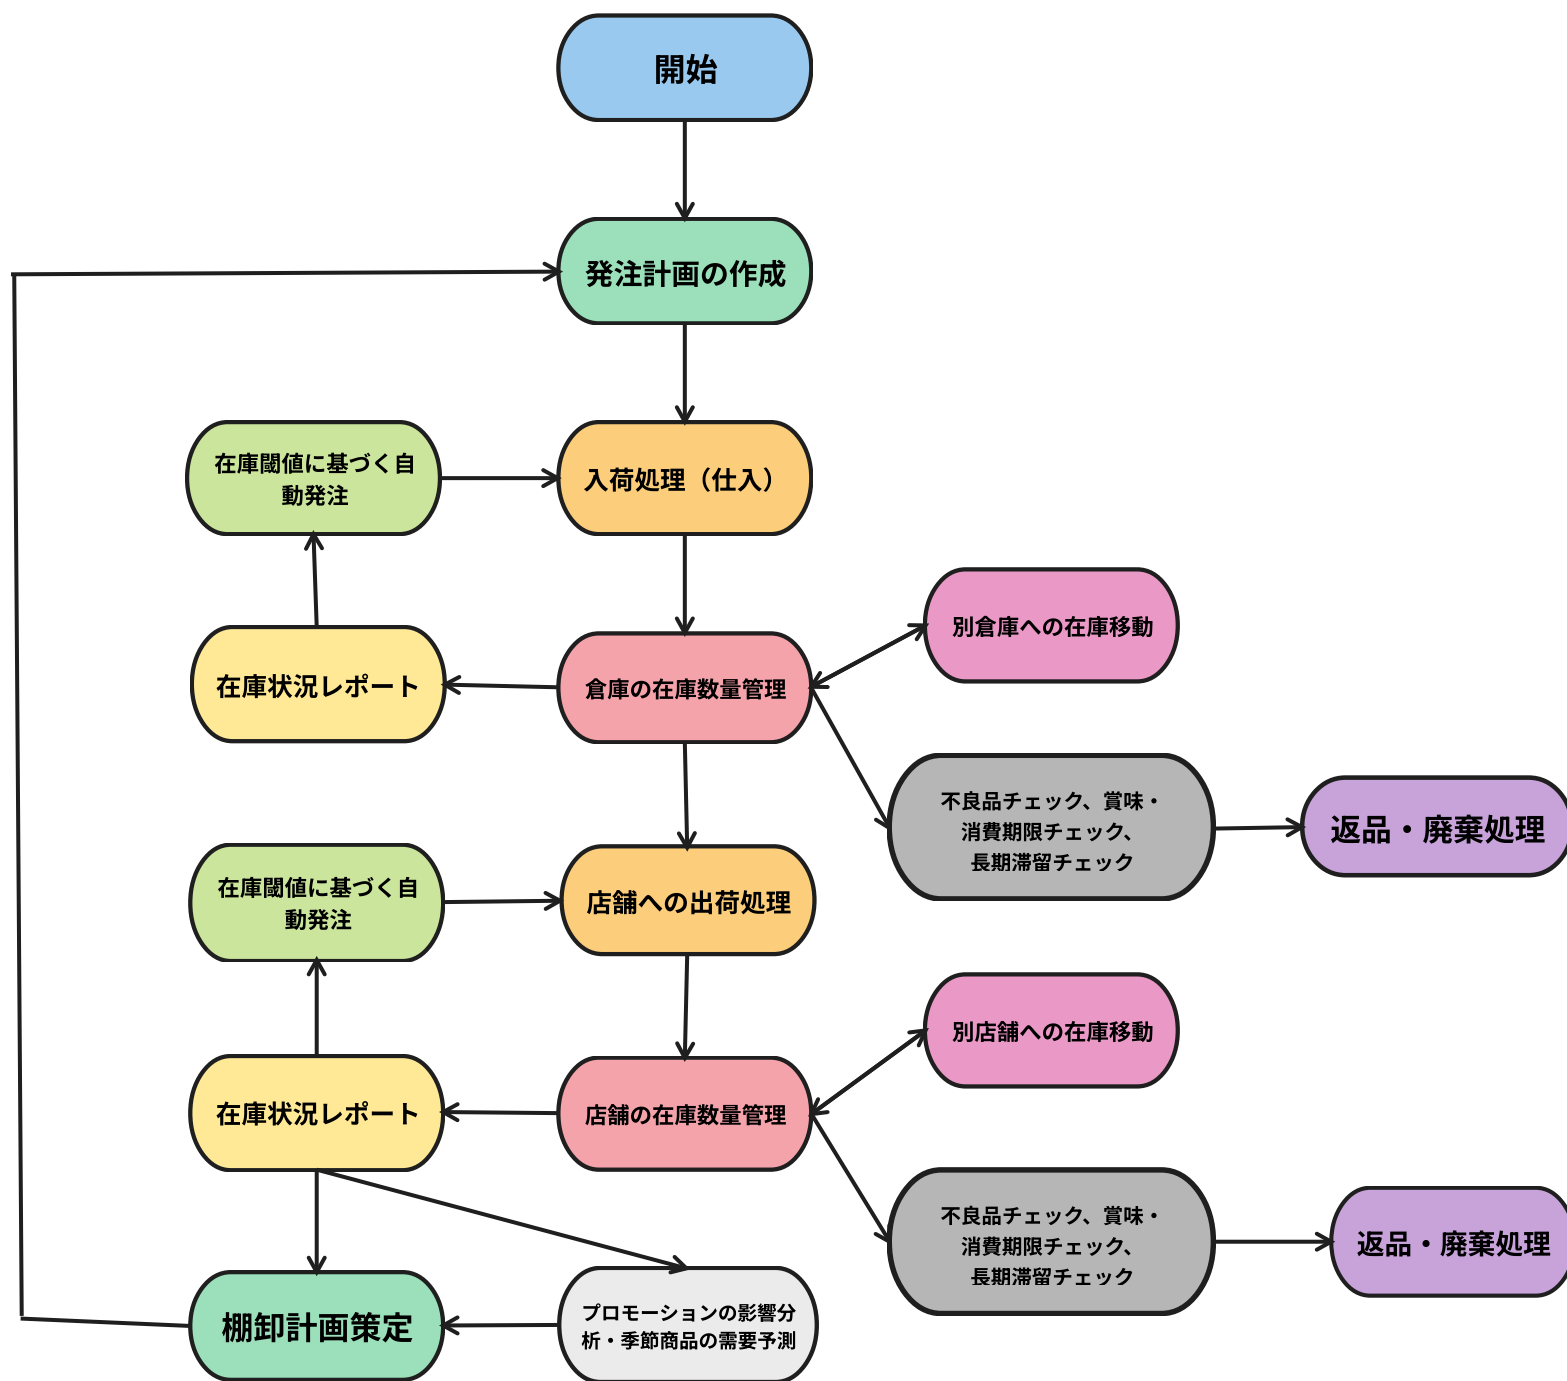 開始
発注計画の作成
在庫閾値に基づく自
動発注
入荷処理（仕入）
別倉庫への在庫移動
在庫状況レポート
倉庫の在庫数量管理
不良品チェック、賞味・
消費期限チェック、
長期滞留チェック
返品・廃棄処理
在庫閾値に基づく自
動発注
店舗への出荷処理
別店舗への在庫移動
在庫状況レポート
店舗の在庫数量管理
不良品チェック、賞味・
消費期限チェック、
長期滞留チェック
返品・廃棄処理
棚卸計画策定
プロモーションの影響分
析・季節商品の需要予測